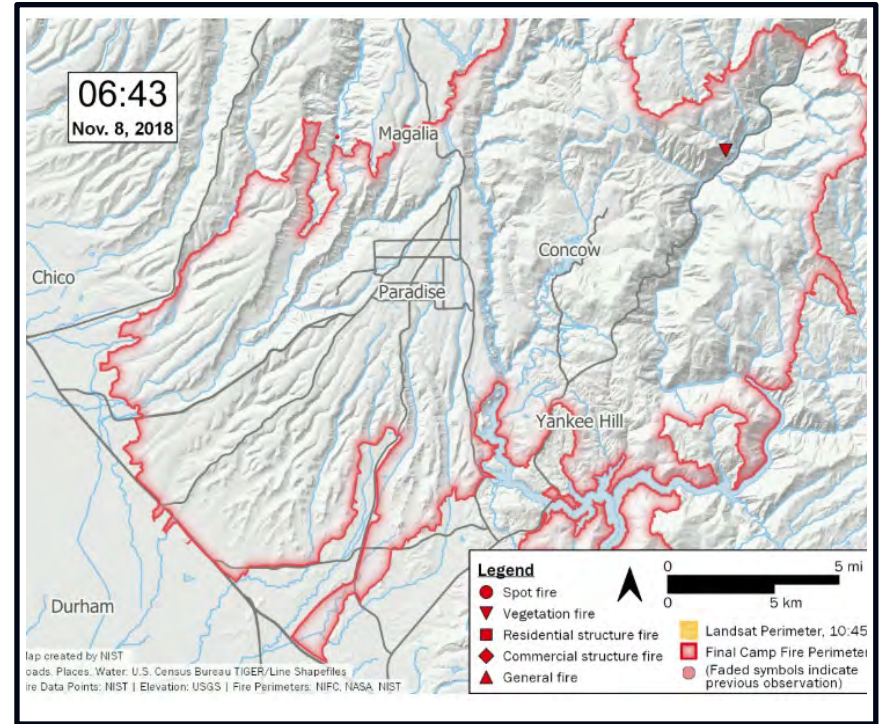 06:43
Nov. 8, 2018
Magalia
Chico
Concow
Paradise
Yankee Hill
Durham
Legend
Spot fire
Vegetation fire
Residential structure fire
Commercial structure fire
General fire
0 5 mi
0 5 km
Landsat Perimeter, 10:45
Final Camp Fire Perimeter
(Faded symbols indicate
previous observation)
Map created by NIST
oads, Places, Water: U.S. Census Bureau TIGER/Line Shapefiles
ire Data Points: NIST | Elevation: USGS | Fire Perimeters: NIFC, NASA, NIST